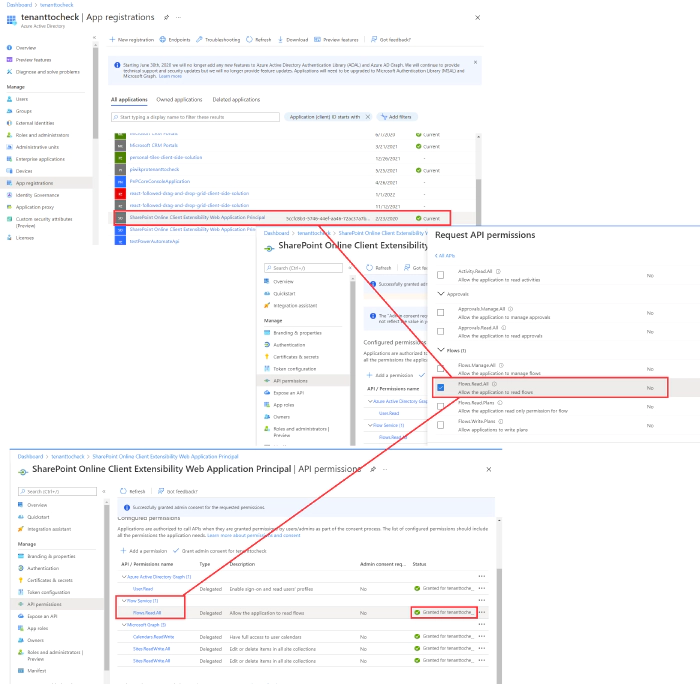 Dashboard > tenanttocheck
tenanttocheck | App registrations
Azure Active Directory
Overview
Preview features
Diagnose and solve problems
Manage
Users
Groups
External Identities
Roles and administrators
Administrative units
Enterprise applications
Devices
App registrations
Identity Governance
Application proxy
Custom security attributes
(Preview)
Licenses
New registration Endpoints Troubleshooting Refresh Download Preview features Got feedback?
Starting June 30th, 2020 we will no longer add any new features to Azure Active Directory Authentication Library (ADAL) and Azure AD Graph. We will continue to provide
technical support and security updates but we will no longer provide feature updates. Applications will need to be upgraded to Microsoft Authentication Library (MSAL) and
Microsoft Graph. Learn more
All applications Owned applications Deleted applications
Start typing a display name to filter these results Application (client) ID starts with Add filters
Microsoft CRM Portals 6/1/2020 Current
Microsoft CRM Portals 3/21/2021 Current
personal-tiles-client-side-solution 12/26/2021 -
Current
PnPCoreConsoleApplication 4/26/2021 -
react-followed-drag-and-drop-grid-client-side-solution 1/1/2022 -
react-followed-drag-and-drop-grid-client-side-solution 11/12/2021 -
SharePoint Online Client Extensibility Web Application Principal 2/23/2020 Current
SharePoint Online Client Extensibility Web Application Prin
testPowerAutomateApi
Dashboard > tenanttocheck > SharePoint Online Client Extensibility W
SharePoint Online Client Extensibility
Search (Ctrl+/)
Overview
Quickstart
Integration assistant
Manage
Branding & properties
Authentication
Certificates & secrets
Token configuration
API permissions
Expose an API
App roles
Owners
Roles and administrators |
Preview
Refresh Got fee
Successfully granted adr
The "Admin consent requ
not reflect the value in y
Configured permissions
Applications are authorized to
all the permissions the applica
Add a permission
API / Permissions name
Azure Active Directory Grap
User.Read
Flow Service (1)
Flows.Read.All
Request API permissions
All APIs
Activity.Read.All
Allow the application to read activities No
Approvals
Approvals.Manage.All
Allow the application to manage approvals No
Approvals.Read.All
Allow the application to read approvals No
Flows (1)
Flows.Manage.All
Allow the application to manage flows No
Flows.Read.All
Allow the application to read flows No
Flows.Read.Plans
Allow the application read only permission for flow No
Flows.Write.Plans
Allow applications to write plans No
Dashboard > tenanttocheck > SharePoint Online Client Extensibility Web Application Principal
SharePoint Online Client Extensibility Web Application Principal | API permissions
Search (Ctrl+/)
Overview
Quickstart
Integration assistant
Manage
Branding & properties
Authentication
Certificates & secrets
Token configuration
API permissions
Expose an API
App roles
Owners
Roles and administrators |
Preview
Manifest
Refresh Got feedback?
Successfully granted admin consent for the requested permissions.
Configured permissions
Applications are authorized to call APIs when they are granted permissions by users/admins as part of the consent process. The list of configured permissions should include
all the permissions the application needs. Learn more about permissions and consent
Add a permission Grant admin consent for tenanttocheck
API / Permissions name Type Description Admin consent req... Status
Azure Active Directory Graph (1)
User.Read Delegated Enable sign-on and read users' profiles No Granted for tenanttoche...
Flow Service (1)
Flows.Read.All Delegated Allow the application to read flows No Granted for tenanttoche...
Microsoft Graph (3)
Calendars.ReadWrite Delegated Have full access to user calendars No Granted for tenanttoche...
Sites.ReadWrite.All Delegated Edit or delete items in all site collections No Granted for tenanttoche...
Sites.ReadWrite.All Delegated Edit or delete items in all site collections No Granted for tenanttoche...